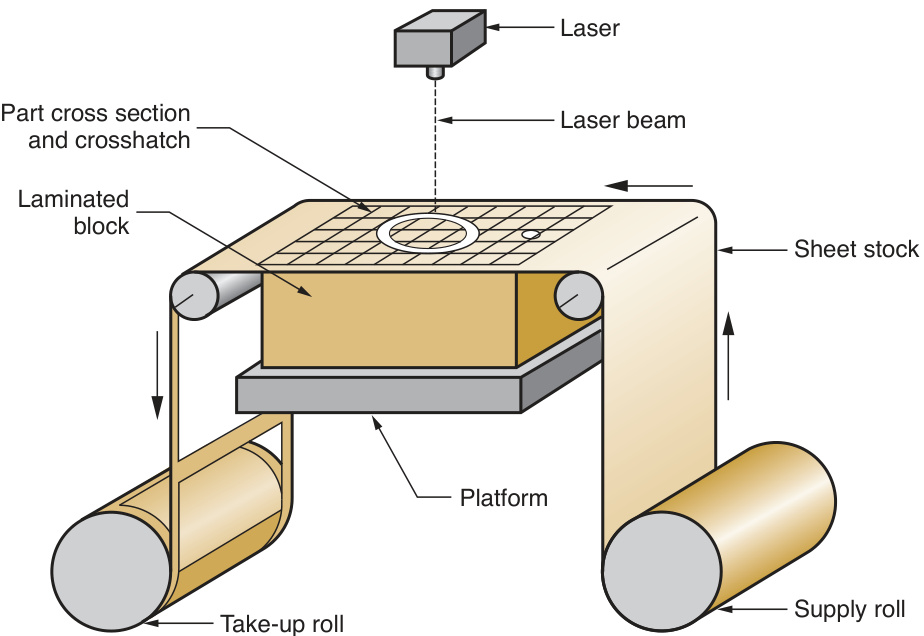 Laser
Part cross section
and crosshatch
Laser beam
Laminated
block
Sheet stock
Platform
Take-up roll
Supply roll